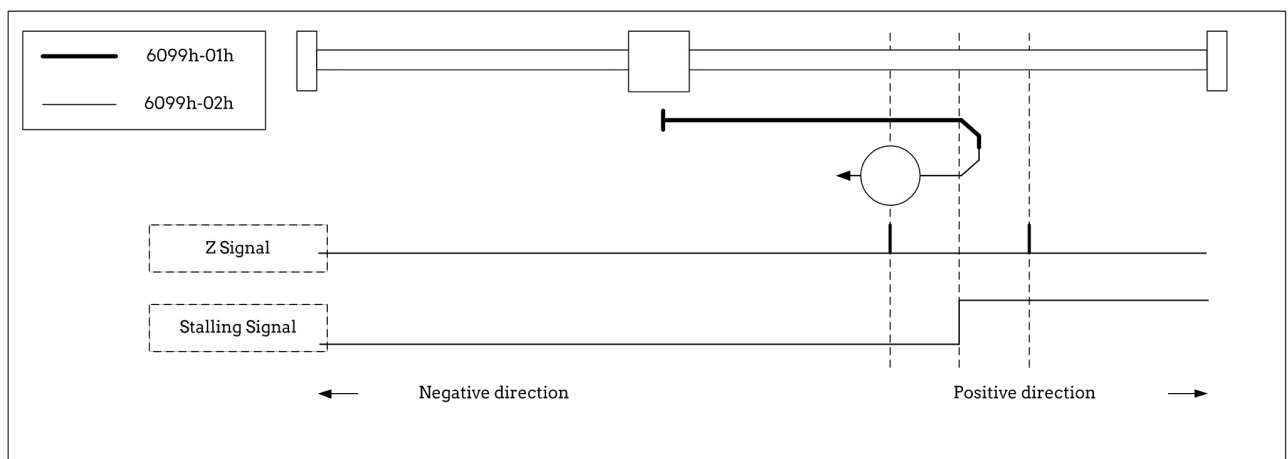 6099h-01h
6099h-02h
Z Signal
Stalling Signal
Negative direction
Positive direction